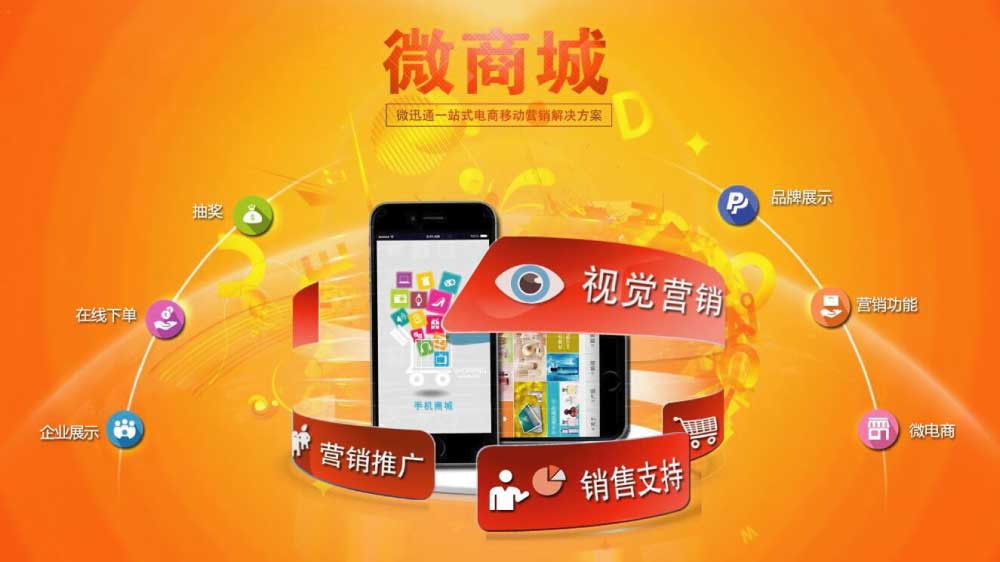 微商城
微迅通一站式电商移动营销解决方案
D
抽奖
品牌展示
在线下单
营销功能
企业展示
微电商
视觉营销
SHOPPING
手机商城
营销推广
销售支持